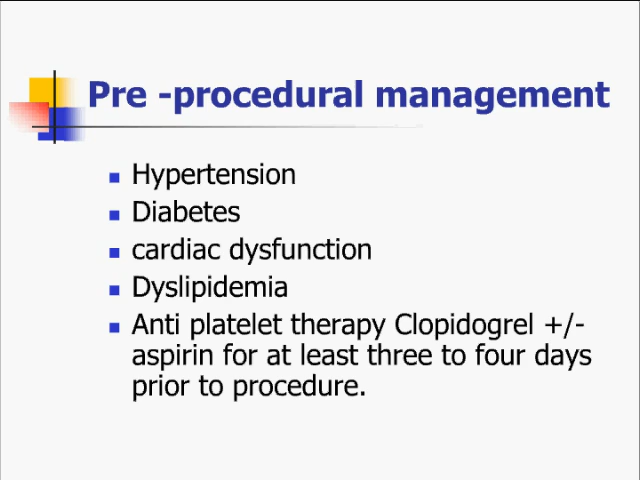 Pre -procedural management
Hypertension
Diabetes
cardiac dysfunction
Dyslipidemia
Anti platelet therapy Clopidogrel +/-
aspirin for at least three to four days
prior to procedure.